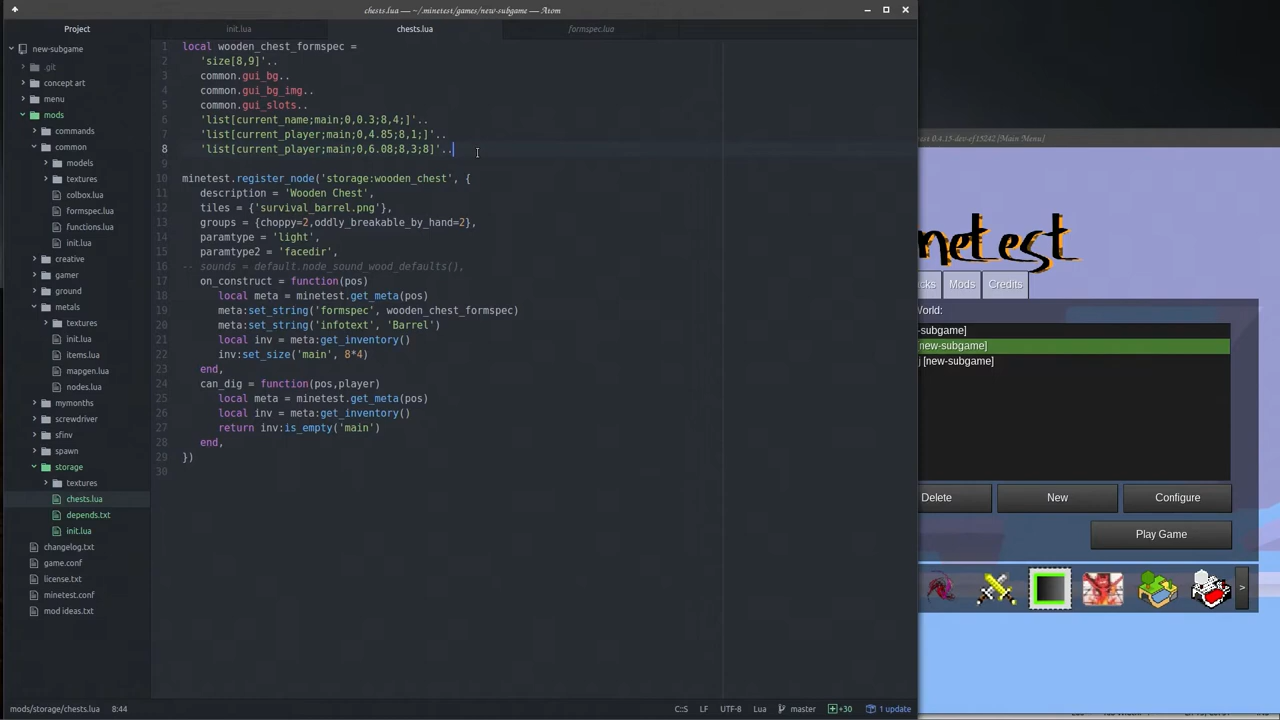 chests.lua — ~/.minetest/games/new-subgame — Atom
Project
init.lua
chests.lua
formspec.lua
new-subgame
.git
concept art
menu
mods
commands
common
models
textures
colbox.lua
formspec.lua
functions.lua
init.lua
creative
gamer
ground
metals
textures
init.lua
items.lua
mapgen.lua
nodes.lua
mymonths
screwdriver
sfinv
spawn
storage
textures
chests.lua
depends.txt
init.lua
changelog.txt
game.conf
license.txt
minetest.conf
mod ideas.txt
1 local wooden_chest_formspec =
2 'size[8,9]'..
3 common.gui_bg..
4 common.gui_bg_img..
5 common.gui_slots..
6 'list[current_name;main;0,0.3;8,4;]'..
7 'list[current_player;main;0,4.85;8,1;]'..
8 'list[current_player;main;0,6.08;8,3;8]'..
9
10 minetest.register_node('storage:wooden_chest', {
11 description = 'Wooden Chest',
12 tiles = {'survival_barrel.png'},
13 groups = {choppy=2,oddly_breakable_by_hand=2},
14 paramtype = 'light',
15 paramtype2 = 'facedir',
16 -- sounds = default.node_sound_wood_defaults(),
17 on_construct = function(pos)
18 local meta = minetest.get_meta(pos)
19 meta:set_string('formspec', wooden_chest_formspec)
20 meta:set_string('infotext', 'Barrel')
21 local inv = meta:get_inventory()
22 inv:set_size('main', 8*4)
23 end,
24 can_dig = function(pos,player)
25 local meta = minetest.get_meta(pos)
26 local inv = meta:get_inventory()
27 return inv:is_empty('main')
28 end,
29 })
30
mods/storage/chests.lua 8:44
C::S LF UTF-8 Lua master +30 1 update
est 0.4.15-dev-ef15242 [Main Menu]
netest
cks Mods Credits
World:
-subgame]
new-subgame]
j [new-subgame]
Delete New Configure
Play Game
>